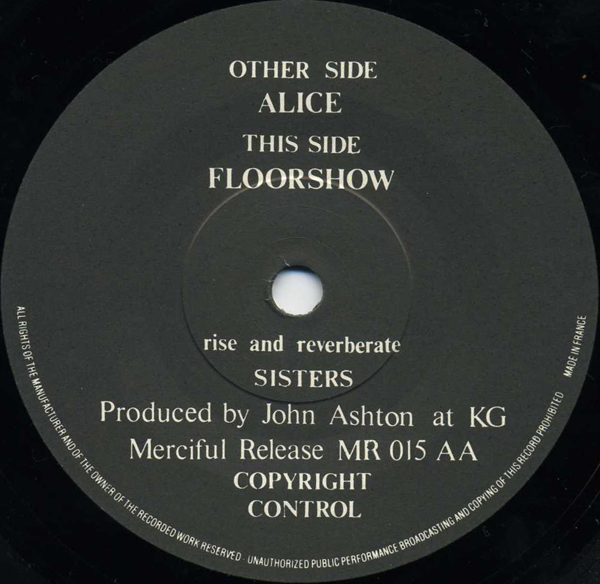 OTHER SIDE
ALICE
THIS SIDE
FLOORSHOW
rise and reverberate
SISTERS
Produced by John Ashton at KG
Merciful Release MR 015 AA
COPYRIGHT
CONTROL
ALL RIGHTS OF THE MANUFACTURER AND OF THE OWNER OF THE RECORDED WORK RESERVED - UNAUTHORIZED PUBLIC PERFORMANCE BROADCASTING AND COPYING OF THIS RECORD PROHIBITED
MADE IN FRANCE